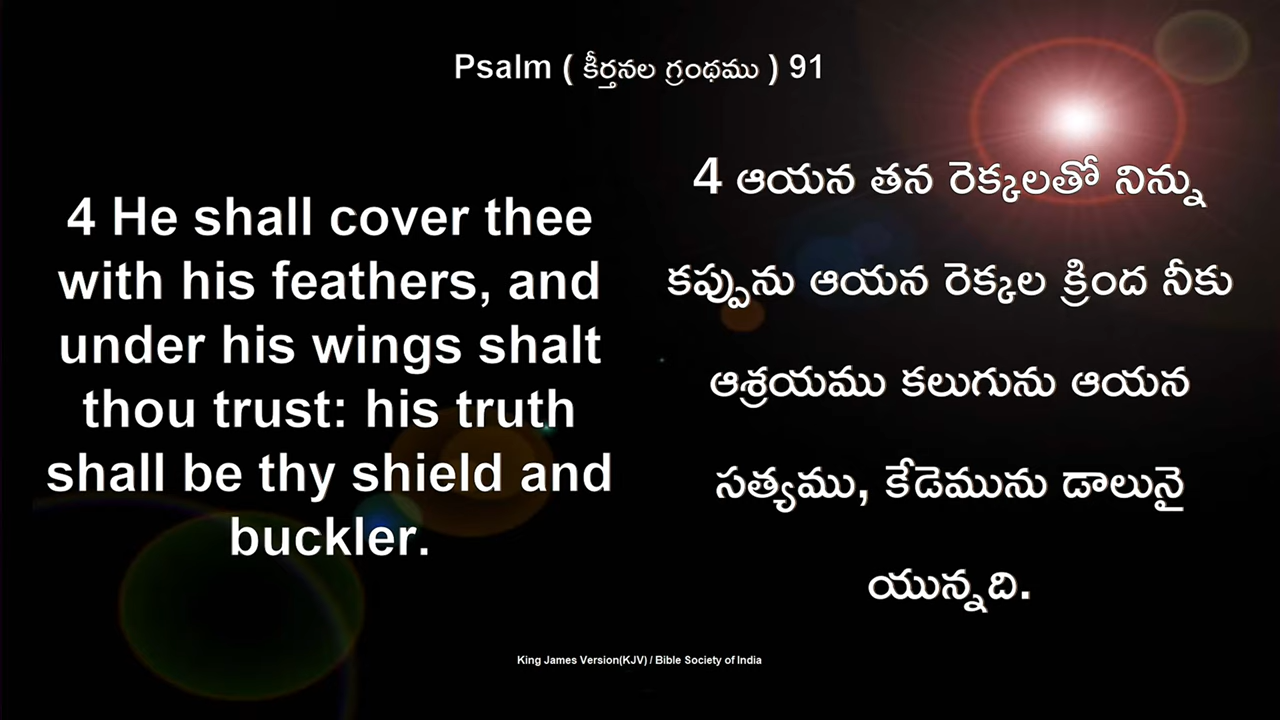 Psalm ( కీర్తనల గ్రంథము ) 91
4 He shall cover thee
with his feathers, and
under his wings shalt
thou trust: his truth
shall be thy shield and
buckler.
4 ఆయన తన రెక్కలతో నిన్ను
కప్పును ఆయన రెక్కల క్రింద నీకు
ఆశ్రయము కలుగును ఆయన
సత్యము, కేడెమును డాలునై
యున్నది.
King James Version(KJV) / Bible Society of India